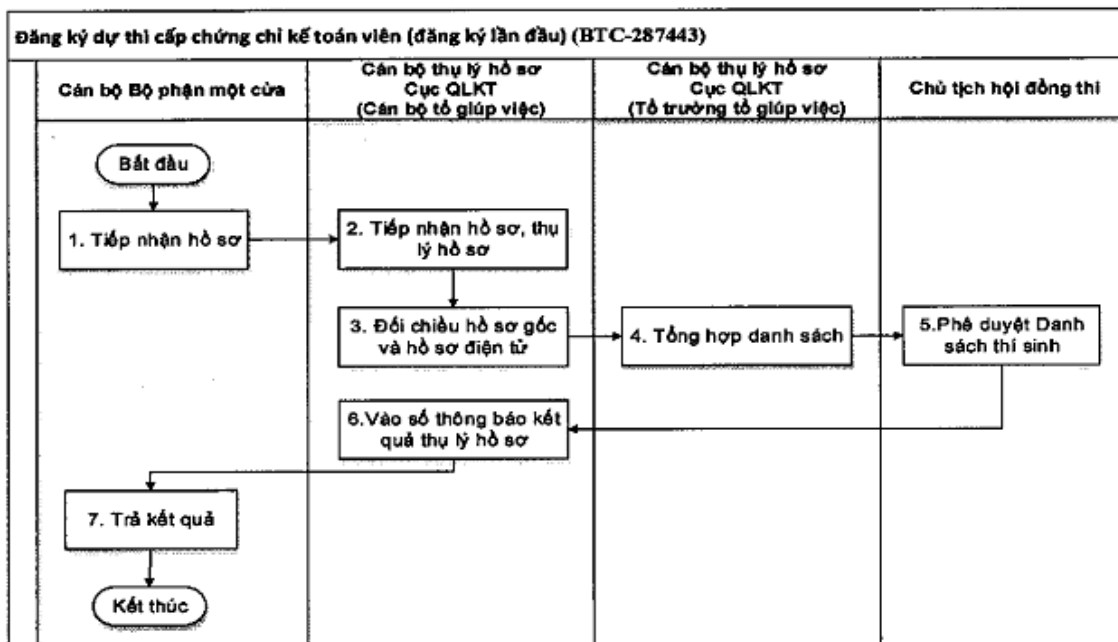 Đăng ký dự thi cấp chứng chỉ kế toán viên (đăng ký lần đầu) (BTC-287443)
Cán bộ Bộ phận một cửa
Cán bộ thụ lý hồ sơ
Cục QLKT
(Cán bộ tổ giúp việc)
Cán bộ thụ lý hồ sơ
Cục QLKT
(Tổ trưởng tổ giúp việc)
Chủ tịch hội đồng thi
Bắt đầu
1. Tiếp nhận hồ sơ
2. Tiếp nhận hồ sơ, thụ
lý hồ sơ
3. Đối chiếu hồ sơ gốc
và hồ sơ điện tử
4. Tổng hợp danh sách
5.Phê duyệt Danh
sách thí sinh
6.Vào số thông báo kết
quả thụ lý hồ sơ
7. Trả kết quả
Kết thúc